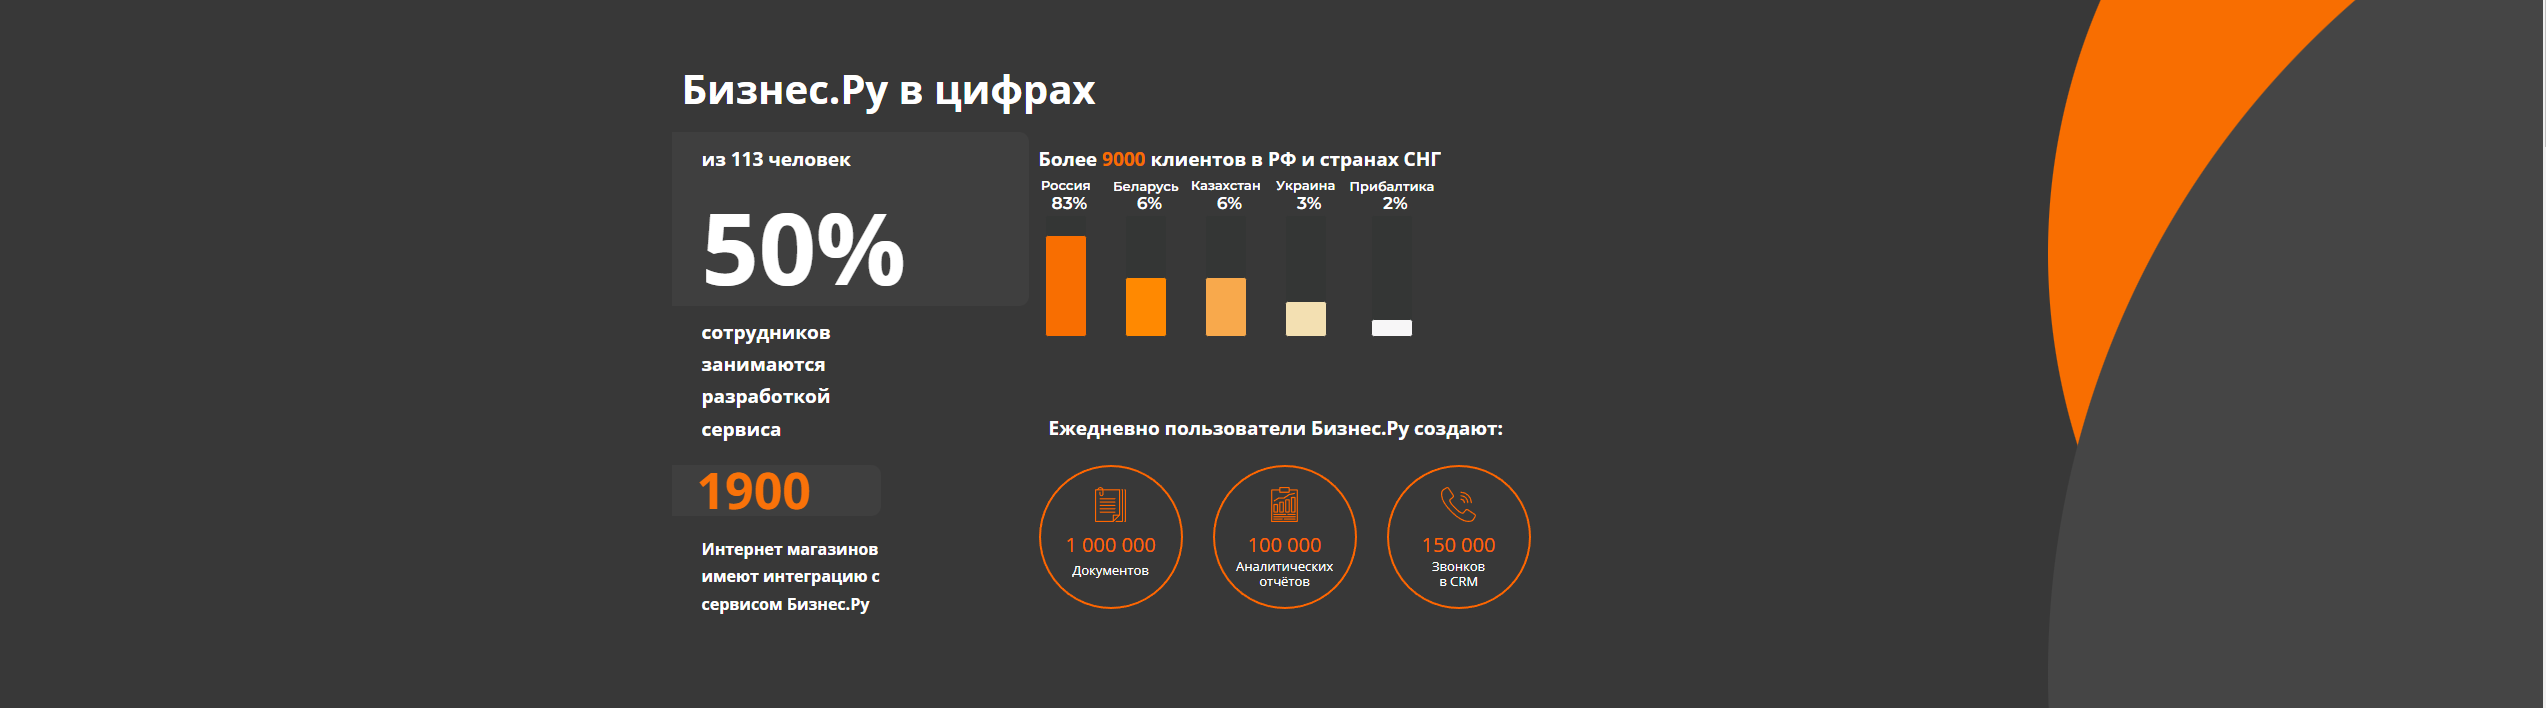 Бизнес.Ру в цифрах
из 113 человек
50%
сотрудников
занимаются
разработкой
сервиса
1900
Интернет магазинов
имеют интеграцию с
сервисом Бизнес.Ру
Более 9000 клиентов в РФ и странах СНГ
Россия Беларусь Казахстан Украина Прибалтика
83% 6% 6% 3% 2%
Ежедневно пользователи Бизнес.Ру создают:
1 000 000
Документов
100 000
Аналитических
отчётов
150 000
Звонков
в CRM